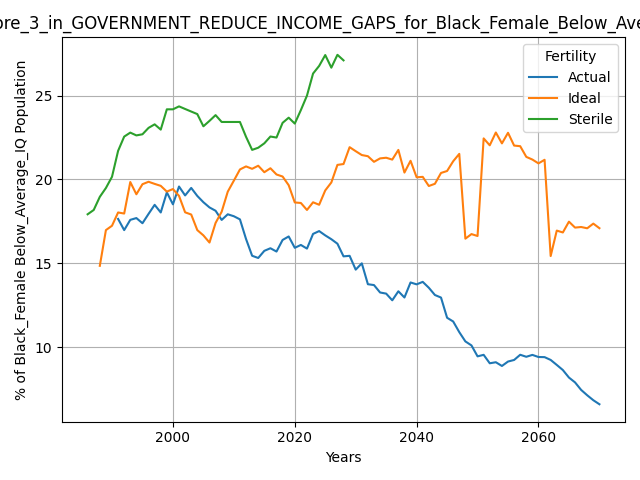 ore_3_in_GOVERNMENT_REDUCE_INCOME_GAPS_for_Black_Female_Below_Ave
% of Black_Female Below_Average_IQ Population
25
20
15
10
Fertility
Actual
Ideal
Sterile
2000
2020
2040
2060
Years